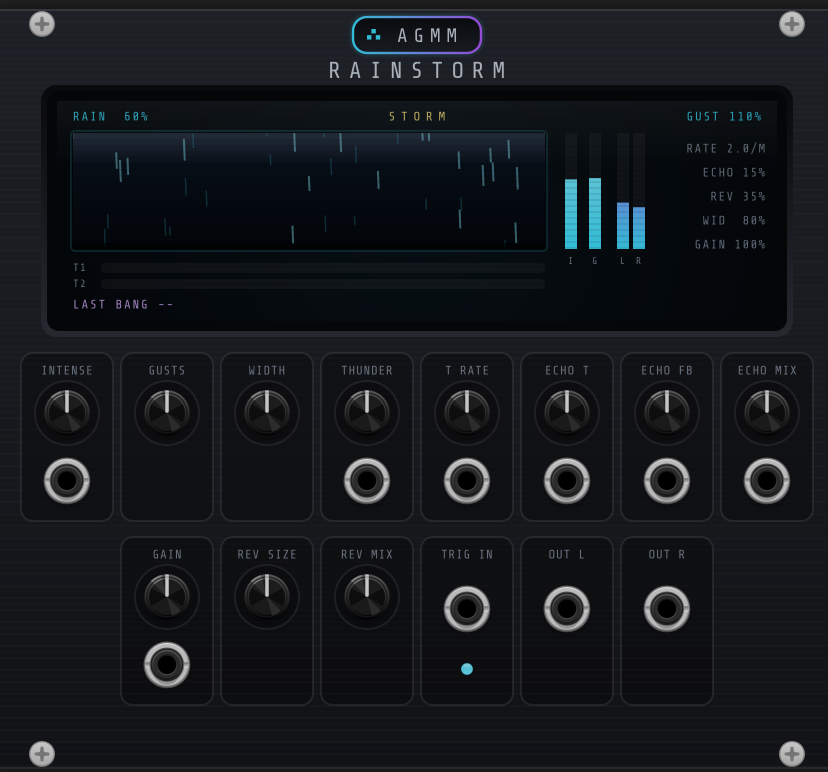 AGMM
RAINSTORM
RAIN 60%
STORM
GUST 110%
RATE 2.0/M
ECHO 15%
REV 35%
WID 80%
GAIN 100%
I G L R
T1
T2
LAST BANG --
INTENSE GUSTS WIDTH THUNDER T RATE ECHO T ECHO FB ECHO MIX
GAIN REV SIZE REV MIX TRIG IN OUT L OUT R